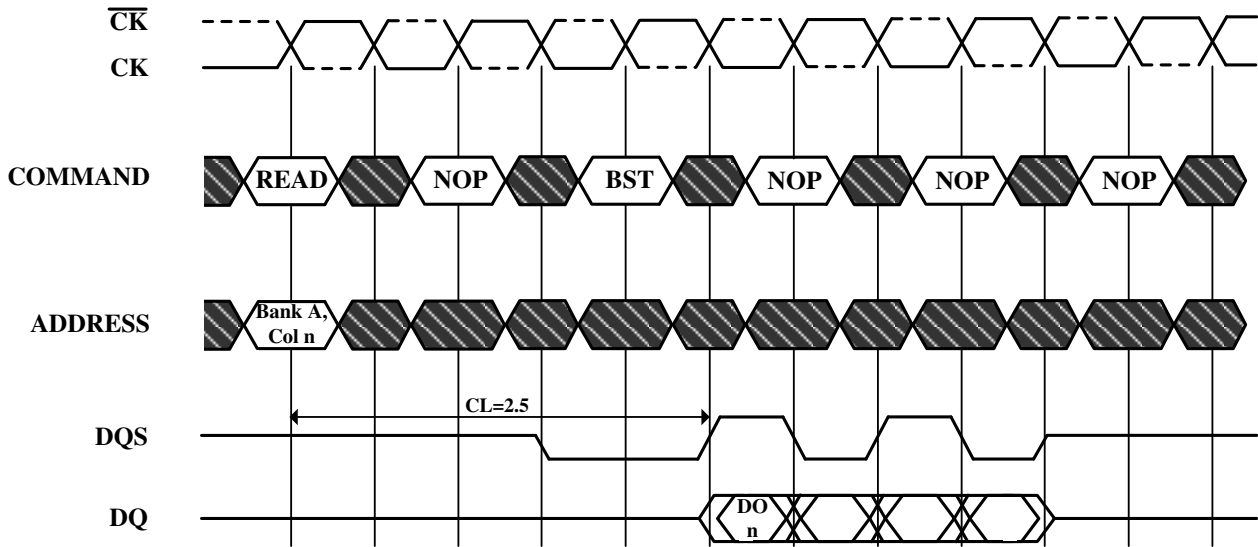 CK
CK
COMMAND
READ
NOP
BST
NOP
NOP
NOP
ADDRESS
Bank A,
Col n
CL=2.5
DQS
DQ
DO
n